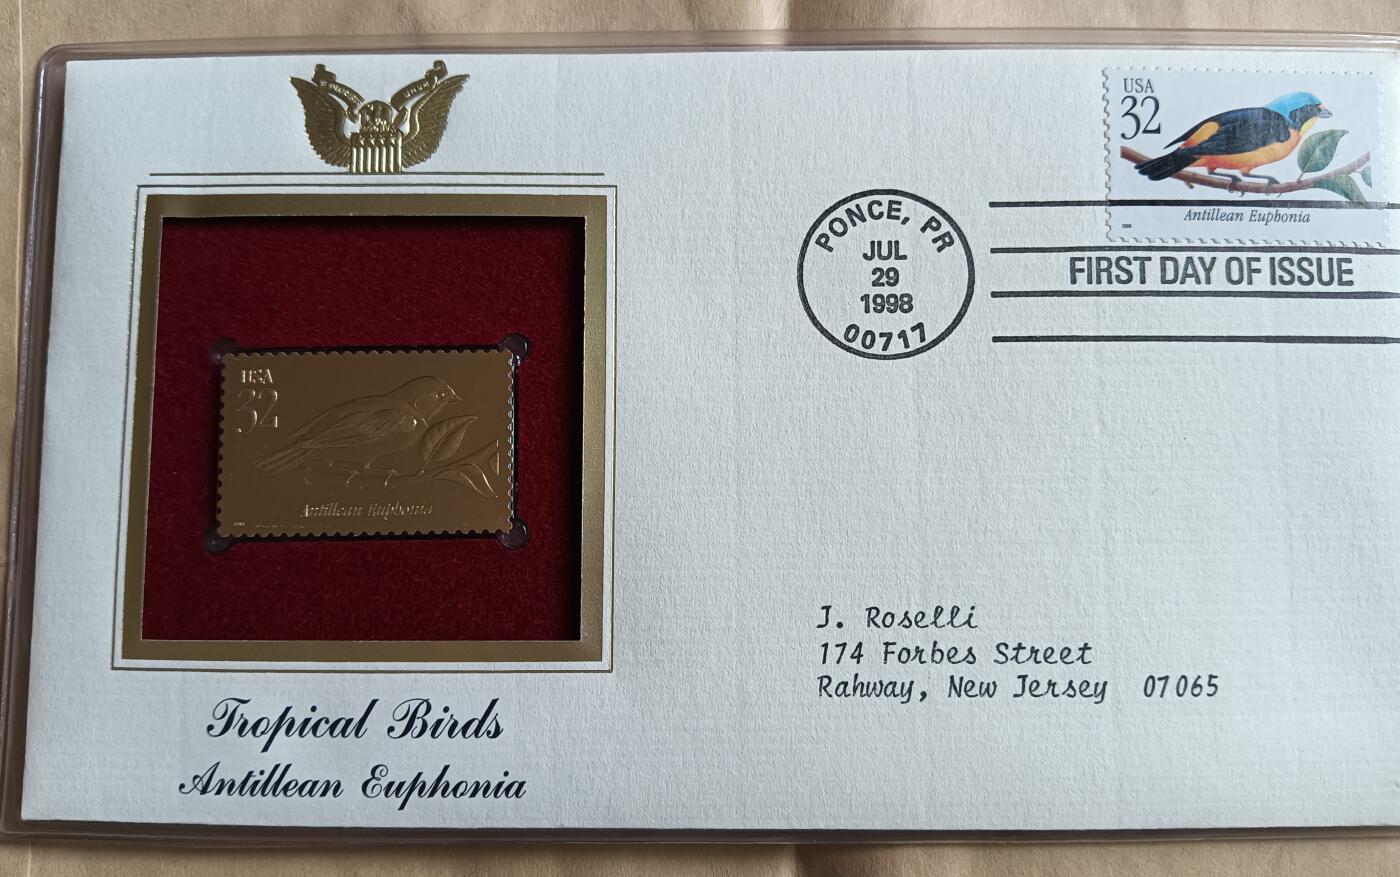 USA
32
Antillean Euphonia
1998
PONCE, PR
JUL
29
1998
00717
FIRST DAY OF ISSUE
USA
32
Antillean Euphonia
J. Roselli
174 Forbes Street
Rahway, New Jersey 07065
Tropical Birds
Antillean Euphonia